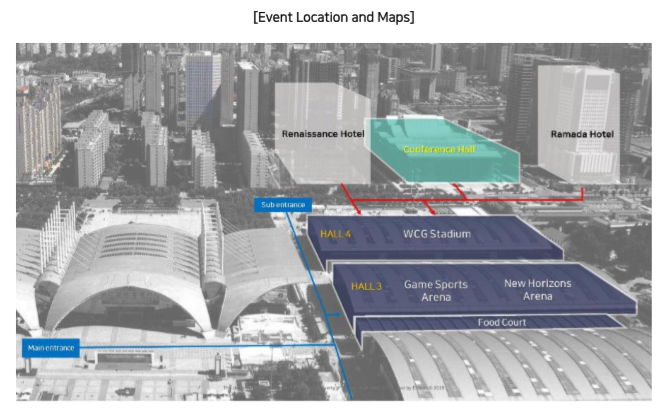 [Event Location and Maps]
Renaissance Hotel
Conference Hall
Ramada Hotel
Sub entrance
HALL 4
WCG Stadium
HALL 3
Game Sports
Arena
New Horizons
Arena
Food Court
Main entrance